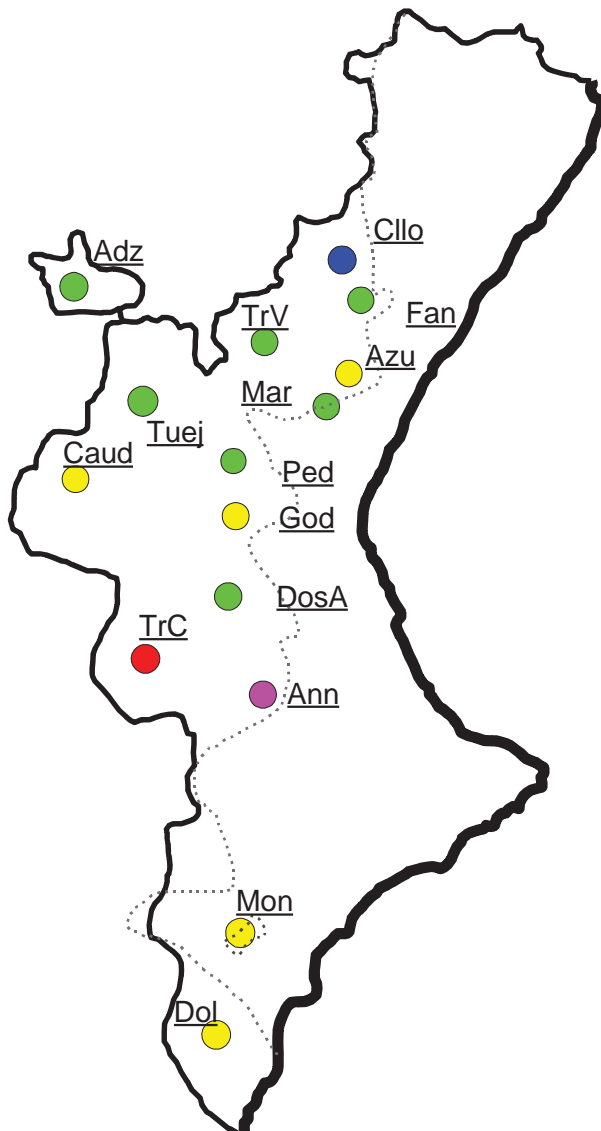 Cllo
Adz
Fan
TrV
Azu
Mar
Tuej
Caud
Ped
God
DosA
TrC
Ann
Mon
Dol